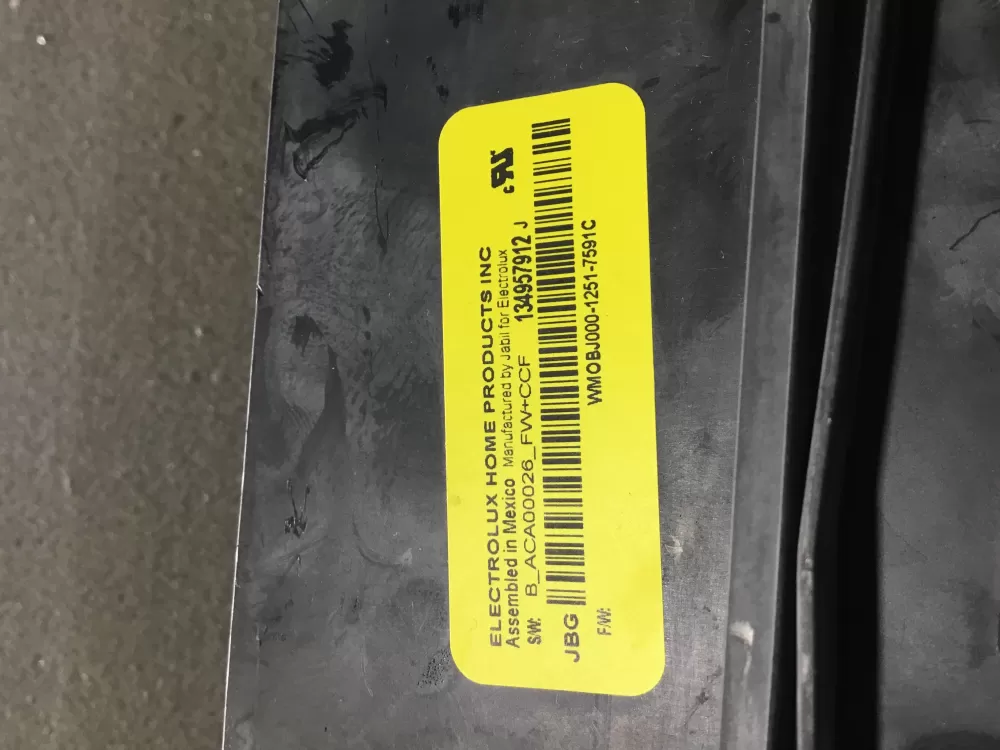 ELECTROLUX HOME PRODUCTS INC
Assembled in Mexico Manufactured by Jabil for Electrolux
S/W: B_ACA00026_FW+CCF 134957912 J
c RU
JBG
WMOBJ000-1251-7591C
F/W: